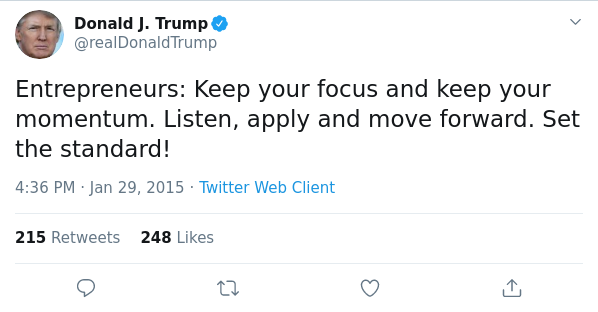 Donald J. Trump
@realDonaldTrump
Entrepreneurs: Keep your focus and keep your
momentum. Listen, apply and move forward. Set
the standard!
4:36 PM · Jan 29, 2015 · Twitter Web Client
215 Retweets 248 Likes